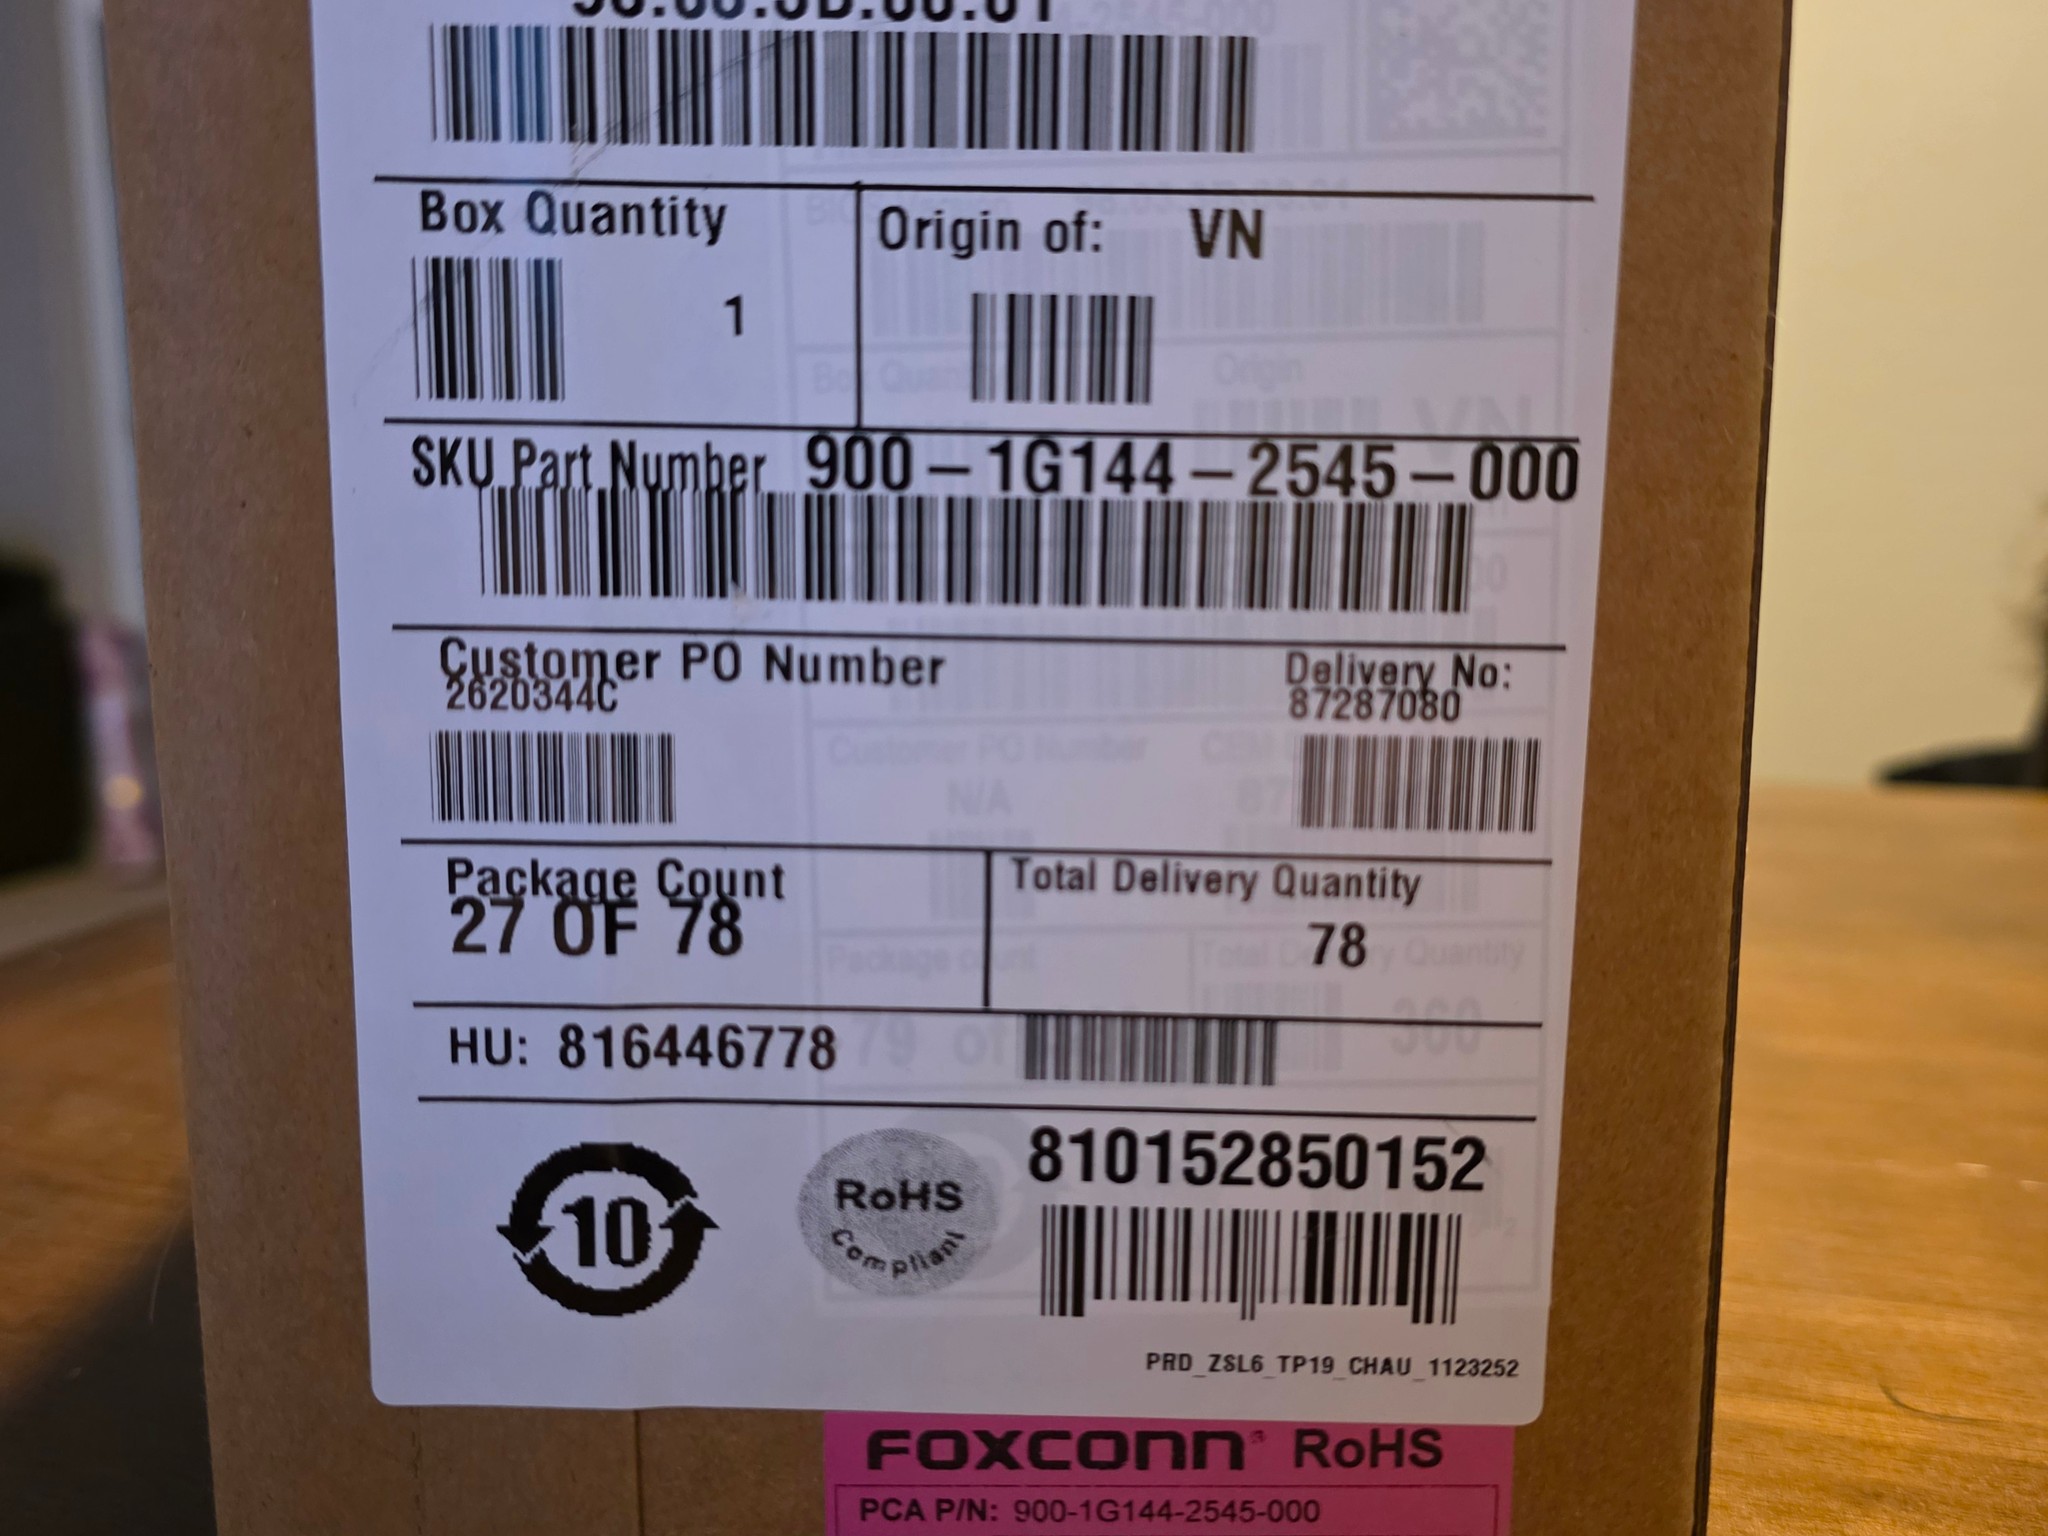 Box Quantity
1
Origin of: VN
SKU Part Number 900-1G144-2545-000
Customer PO Number
2620344C
Delivery No:
87287080
Package Count
27 OF 78
Total Delivery Quantity
78
HU: 816446778
10
RoHS
Compliant
810152850152
PRD_ZSL6_TP19_CHAU_1123252
FOXCONN RoHS
PCA P/N: 900-1G144-2545-000